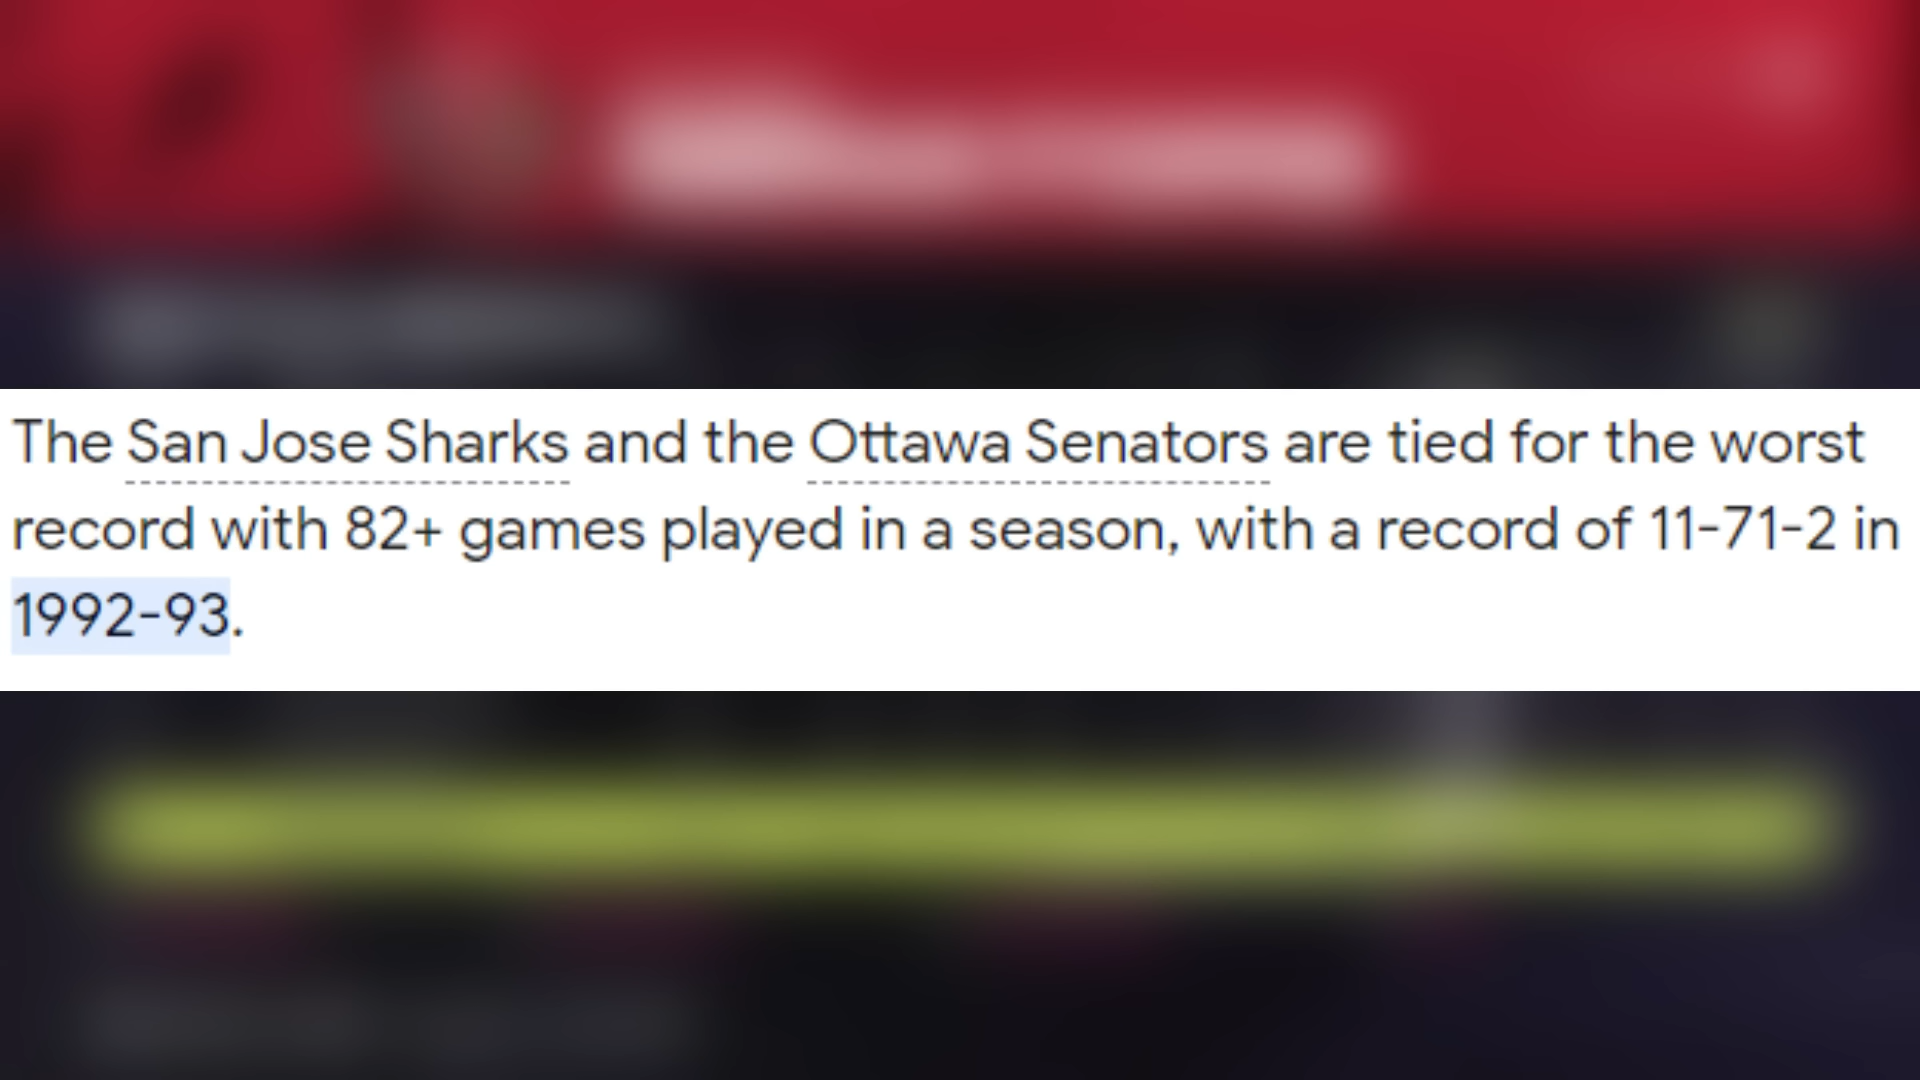 The San Jose Sharks and the Ottawa Senators are tied for the worst
record with 82+ games played in a season, with a record of 11-71-2 in
1992-93.